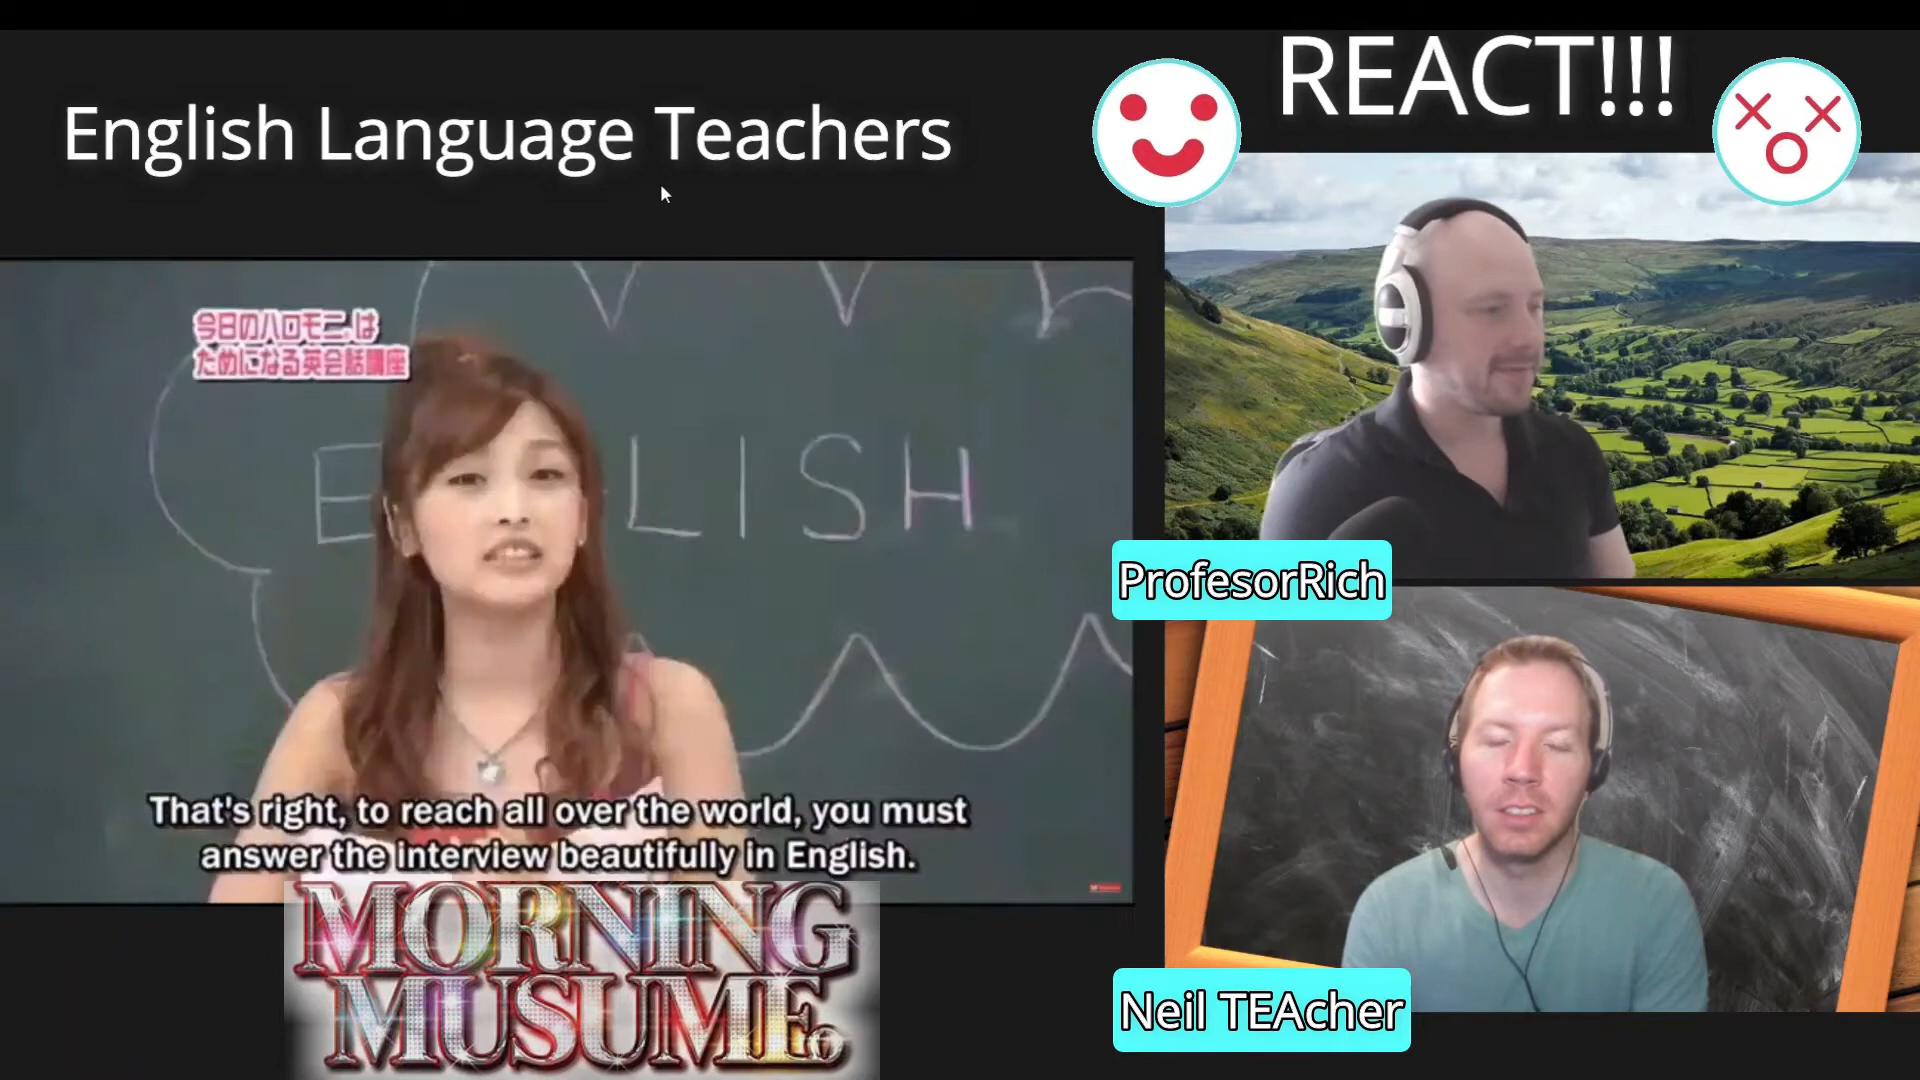 English Language Teachers
REACT!!!
今日のハロモニ。は
ためになる英会話講座
E LISH
That's right, to reach all over the world, you must
answer the interview beautifully in English.
MORNING
MUSUME。
ProfesorRich
Neil TEAcher